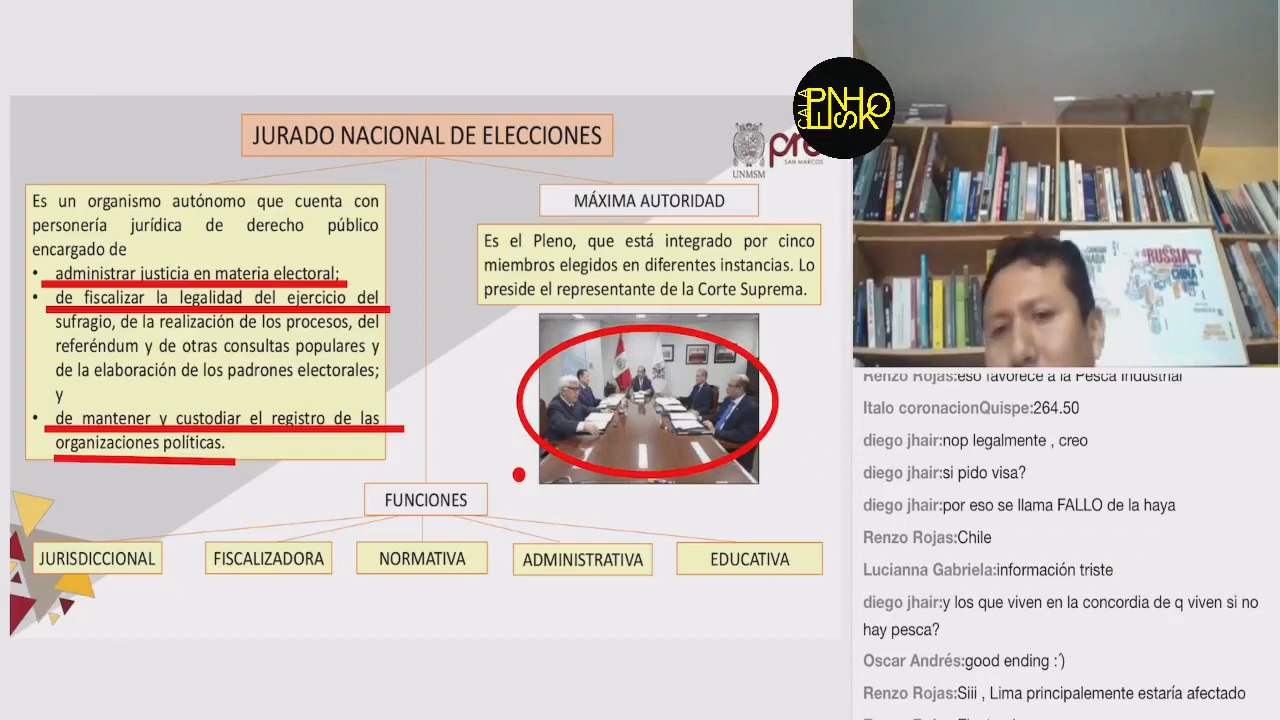 JURADO NACIONAL DE ELECCIONES
UNMSM
pre
SAN MARCOS
Es un organismo autónomo que cuenta con
personería jurídica de derecho público
encargado de
• administrar justicia en materia electoral;
• de fiscalizar la legalidad del ejercicio del
sufragio, de la realización de los procesos, del
referéndum y de otras consultas populares y
de la elaboración de los padrones electorales;
y
• de mantener y custodiar el registro de las
organizaciones políticas.
MÁXIMA AUTORIDAD
Es el Pleno, que está integrado por cinco
miembros elegidos en diferentes instancias. Lo
preside el representante de la Corte Suprema.
FUNCIONES
JURISDICCIONAL
FISCALIZADORA
NORMATIVA
ADMINISTRATIVA
EDUCATIVA
RUSSIA
CHINA
Renzo Rojas:eso favorece a la Pesca Industrial
Italo coronacionQuispe:264.50
diego jhair:nop legalmente , creo
diego jhair:si pido visa?
diego jhair:por eso se llama FALLO de la haya
Renzo Rojas:Chile
Lucianna Gabriela:información triste
diego jhair:y los que viven en la concordia de q viven si no
hay pesca?
Oscar Andrés:good ending :´)
Renzo Rojas:Siii , Lima principalmente estaría afectado